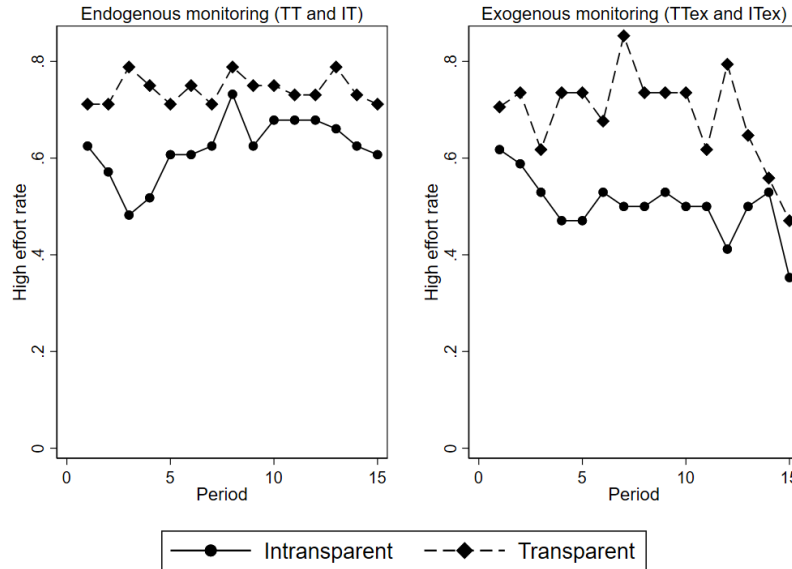 Endogenous monitoring (TT and IT)
High effort rate
.8
.6
.4
.2
0
0 5 10 15
Period
Exogenous monitoring (TTex and ITex)
High effort rate
.8
.6
.4
.2
0
0 5 10 15
Period
Intransparent Transparent